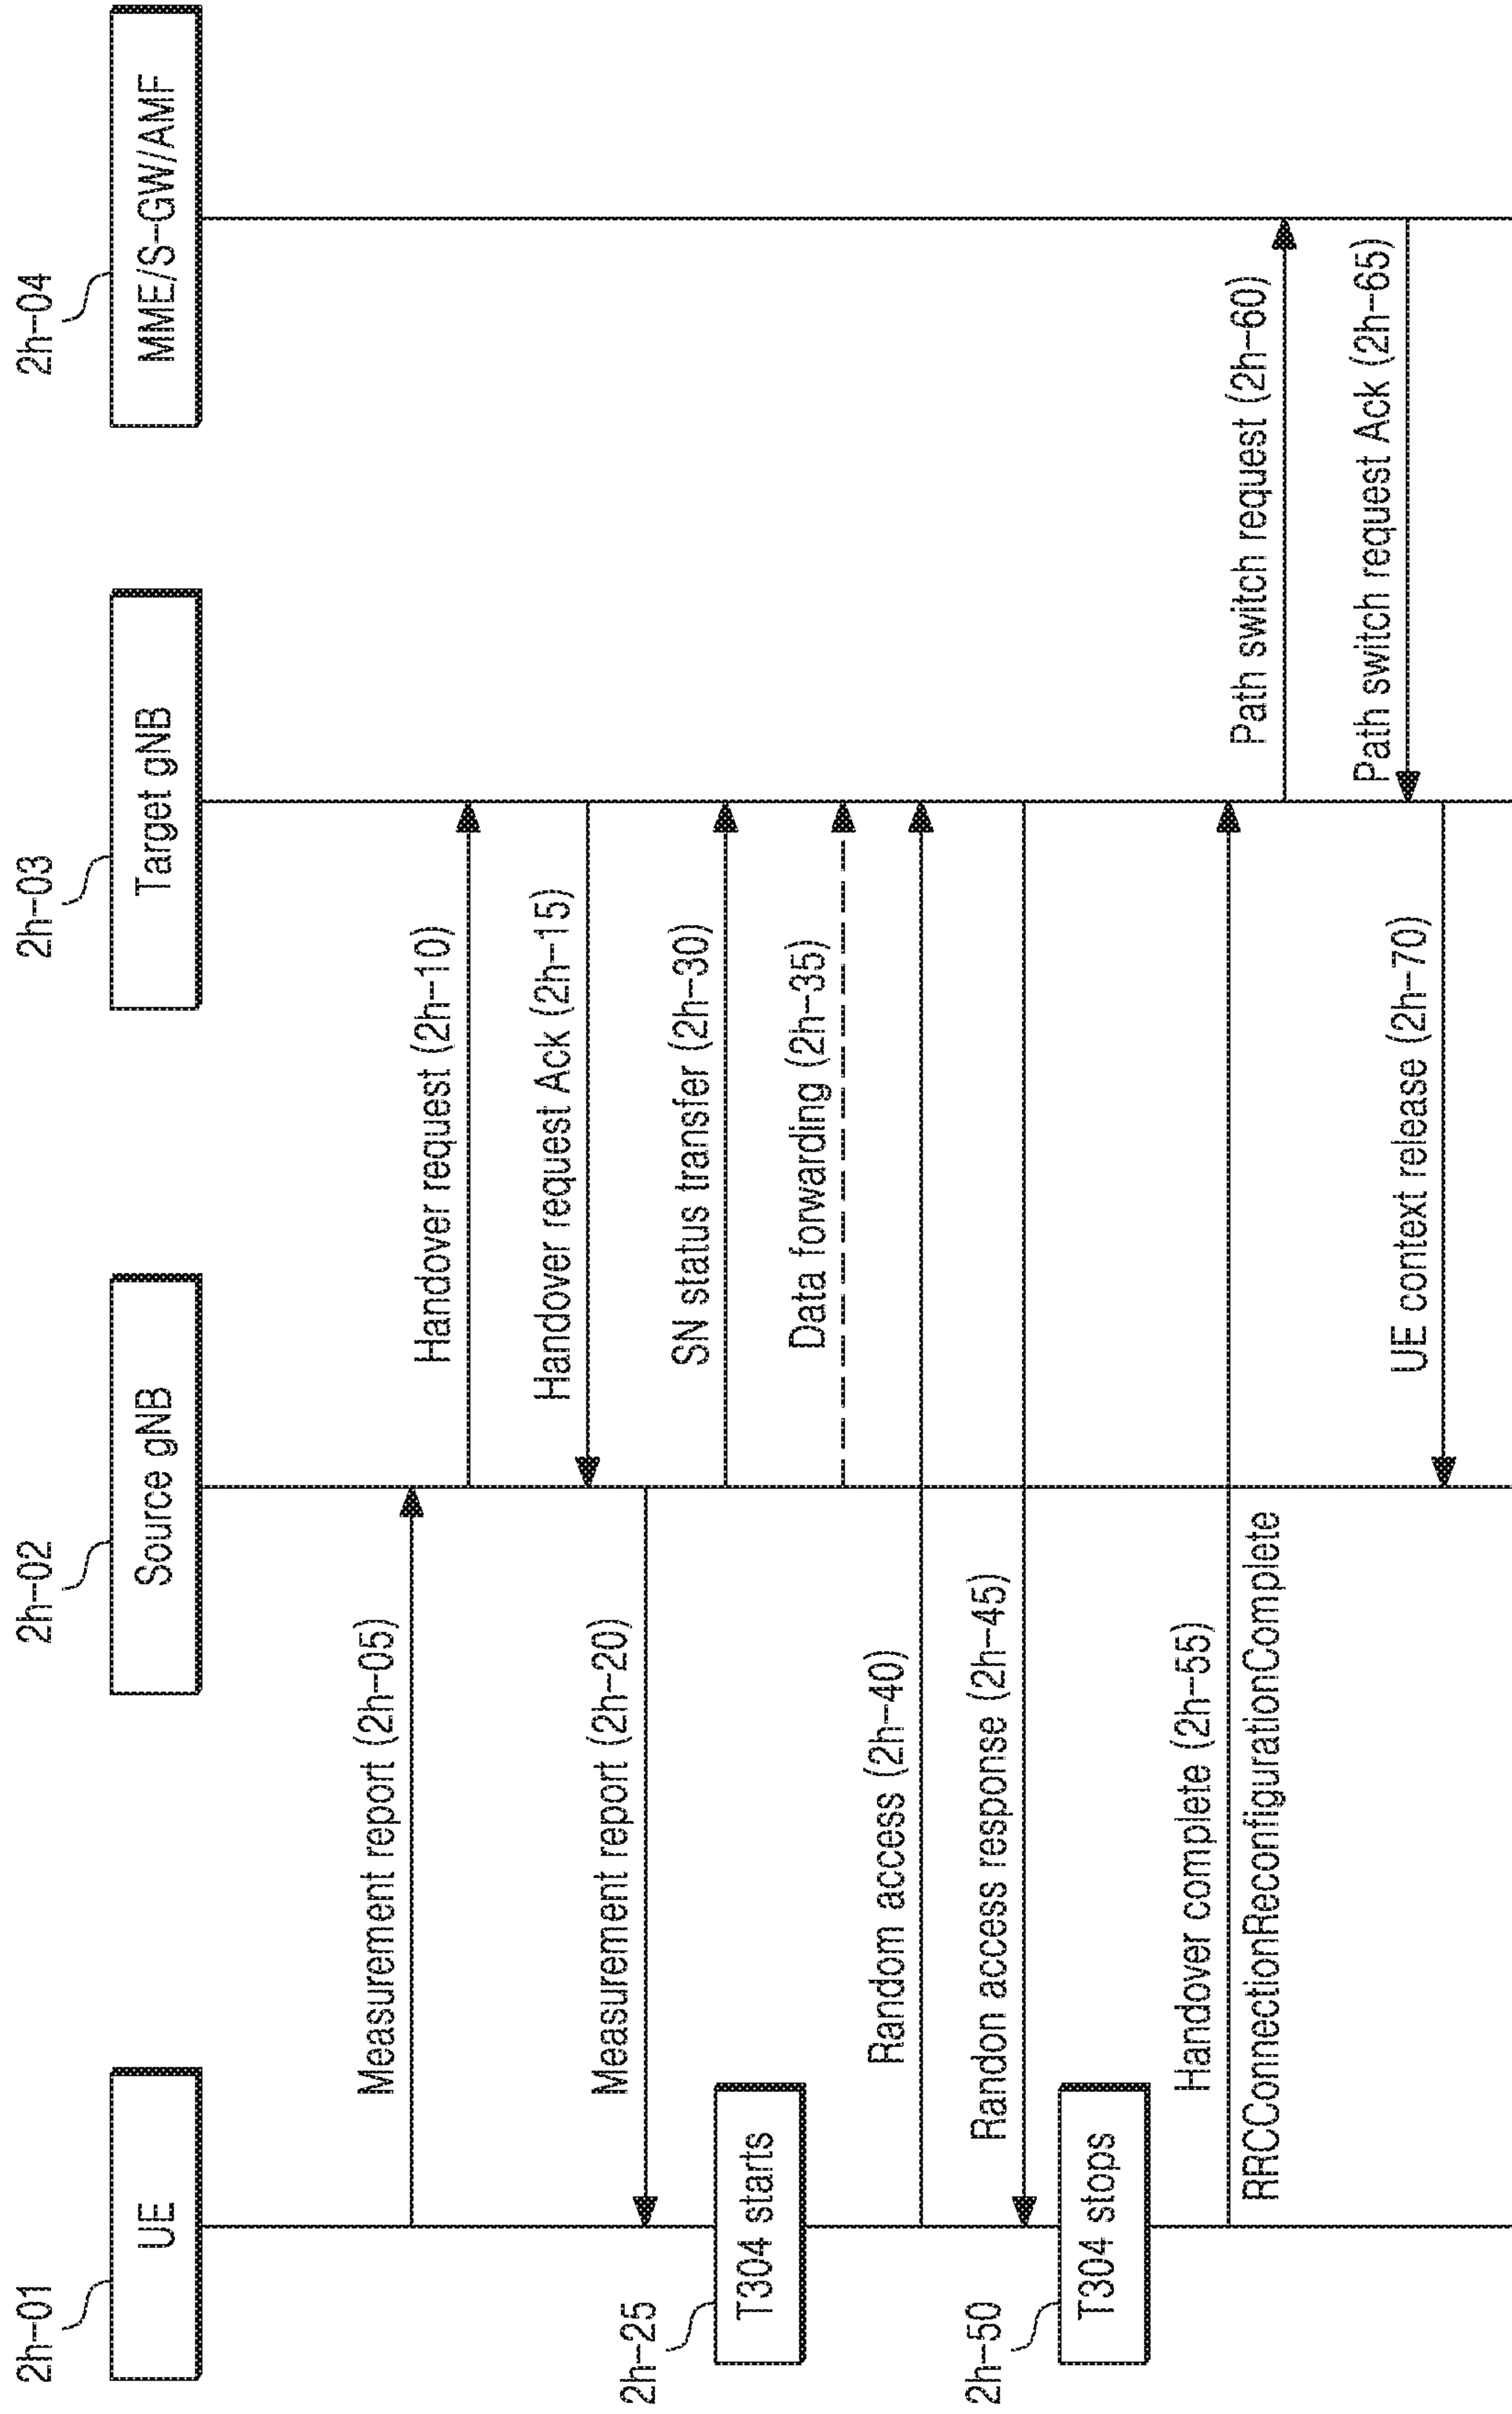 2h-01
UE
2h-02
Source gNB
2h-03
Target gNB
2h-04
MME/S-GW/AMF
Measurement report (2h-05)
Handover request (2h-10)
Handover request Ack (2h-15)
Measurement report (2h-20)
2h-25
T304 starts
SN status transfer (2h-30)
Data forwarding (2h-35)
Random access (2h-40)
Randon access response (2h-45)
2h-50
T304 stops
Handover complete (2h-55)
RRCConnectionReconfigurationComplete
Path switch request (2h-60)
Path switch request Ack (2h-65)
UE context release (2h-70)